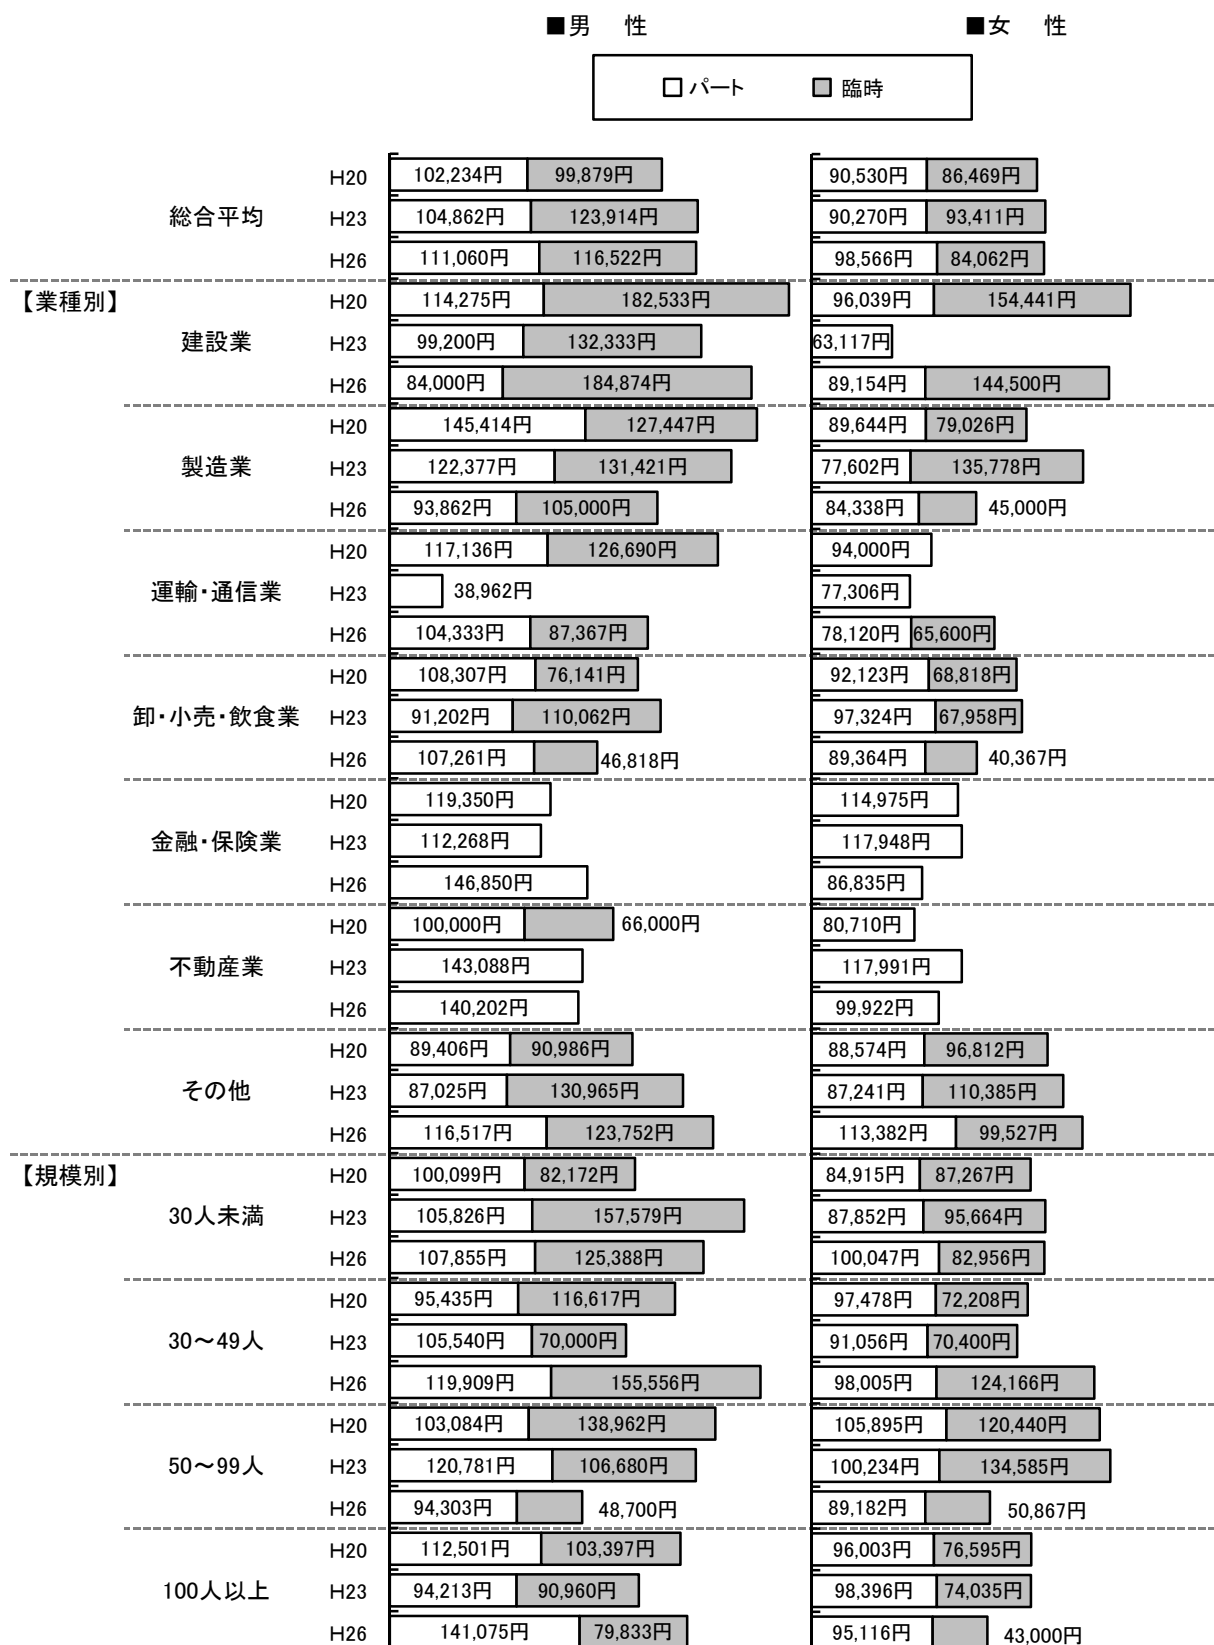 ■男 性 ■女 性
パート 臨時
H20 102,234円 99,879円 90,530円 86,469円
総合平均 H23 104,862円 123,914円 90,270円 93,411円
H26 111,060円 116,522円 98,566円 84,062円
【業種別】 H20 114,275円 182,533円 96,039円 154,441円
建設業 H23 99,200円 132,333円 63,117円
H26 84,000円 184,874円 89,154円 144,500円
H20 145,414円 127,447円 89,644円 79,026円
製造業 H23 122,377円 131,421円 77,602円 135,778円
H26 93,862円 105,000円 84,338円 45,000円
H20 117,136円 126,690円 94,000円
運輸・通信業 H23 38,962円 77,306円
H26 104,333円 87,367円 78,120円 65,600円
H20 108,307円 76,141円 92,123円 68,818円
卸・小売・飲食業 H23 91,202円 110,062円 97,324円 67,958円
H26 107,261円 46,818円 89,364円 40,367円
H20 119,350円 114,975円
金融・保険業 H23 112,268円 117,948円
H26 146,850円 86,835円
H20 100,000円 66,000円 80,710円
不動産業 H23 143,088円 117,991円
H26 140,202円 99,922円
H20 89,406円 90,986円 88,574円 96,812円
その他 H23 87,025円 130,965円 87,241円 110,385円
H26 116,517円 123,752円 113,382円 99,527円
【規模別】 H20 100,099円 82,172円 84,915円 87,267円
30人未満 H23 105,826円 157,579円 87,852円 95,664円
H26 107,855円 125,388円 100,047円 82,956円
H20 95,435円 116,617円 97,478円 72,208円
30～49人 H23 105,540円 70,000円 91,056円 70,400円
H26 119,909円 155,556円 98,005円 124,166円
H20 103,084円 138,962円 105,895円 120,440円
50～99人 H23 120,781円 106,680円 100,234円 134,585円
H26 94,303円 48,700円 89,182円 50,867円
H20 112,501円 103,397円 96,003円 76,595円
100人以上 H23 94,213円 90,960円 98,396円 74,035円
H26 141,075円 79,833円 95,116円 43,000円